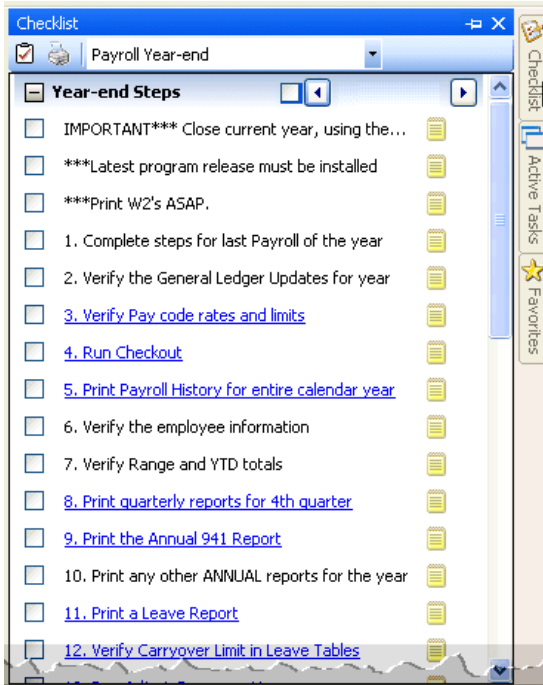 Checklist
Payroll Year-end
Year-end Steps
IMPORTANT*** Close current year, using the...
***Latest program release must be installed
***Print W2's ASAP.
1. Complete steps for last Payroll of the year
2. Verify the General Ledger Updates for year
3. Verify Pay code rates and limits
4. Run Checkout
5. Print Payroll History for entire calendar year
6. Verify the employee information
7. Verify Range and YTD totals
8. Print quarterly reports for 4th quarter
9. Print the Annual 941 Report
10. Print any other ANNUAL reports for the year
11. Print a Leave Report
12. Verify Carryover Limit in Leave Tables
Checklist
Active Tasks
Favorites